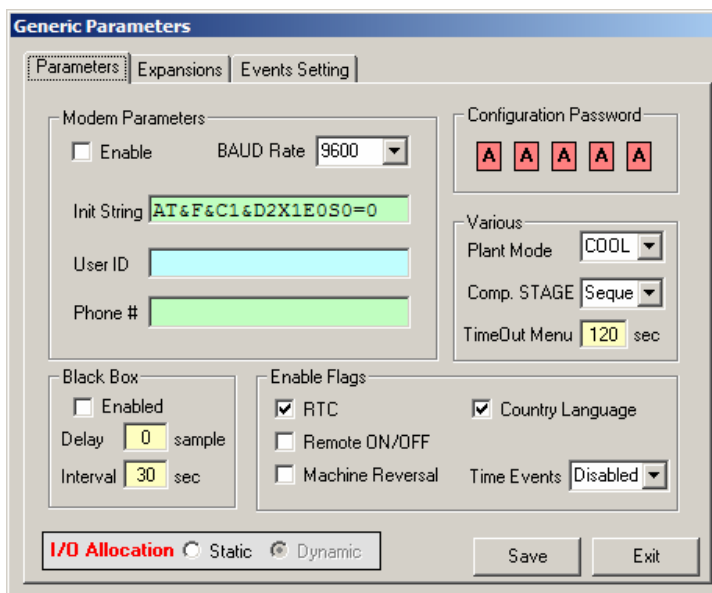 Generic Parameters
Parameters Expansions Events Setting
Modem Parameters
Enable BAUD Rate 9600
Init String AT&F&C1&D2X1E0S0=0
User ID
Phone #
Configuration Password
A A A A A
Various
Plant Mode COOL
Comp. STAGE Seque
TimeOut Menu 120 sec
Black Box
Enabled
Delay 0 sample
Interval 30 sec
Enable Flags
RTC Country Language
Remote ON/OFF
Machine Reversal Time Events Disabled
I/O Allocation Static Dynamic
Save Exit